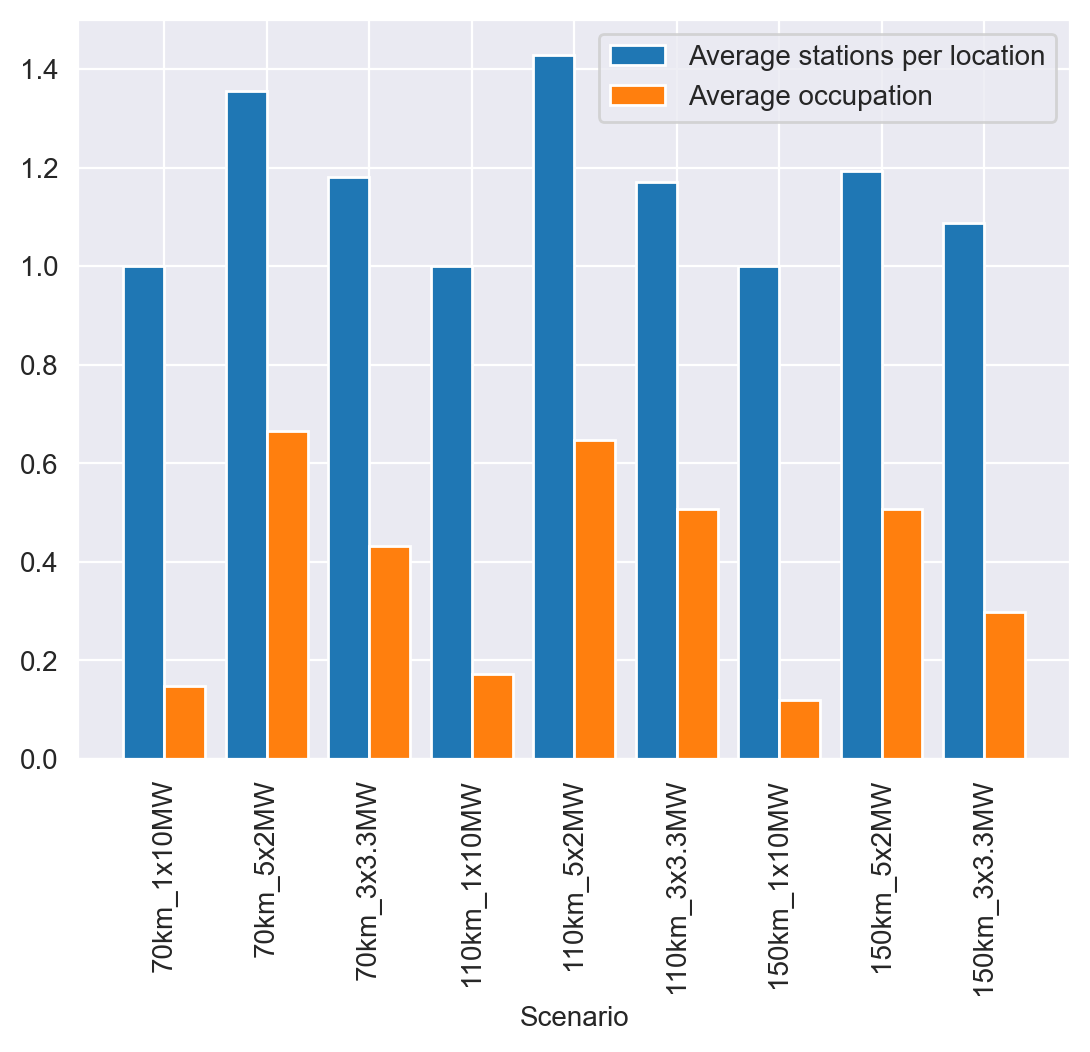 Average stations per location
Average occupation
1.4
1.2
1.0
0.8
0.6
0.4
0.2
0.0
70km_1x10MW
70km_5x2MW
70km_3x3.3MW
110km_1x10MW
110km_5x2MW
110km_3x3.3MW
150km_1x10MW
150km_5x2MW
150km_3x3.3MW
Scenario